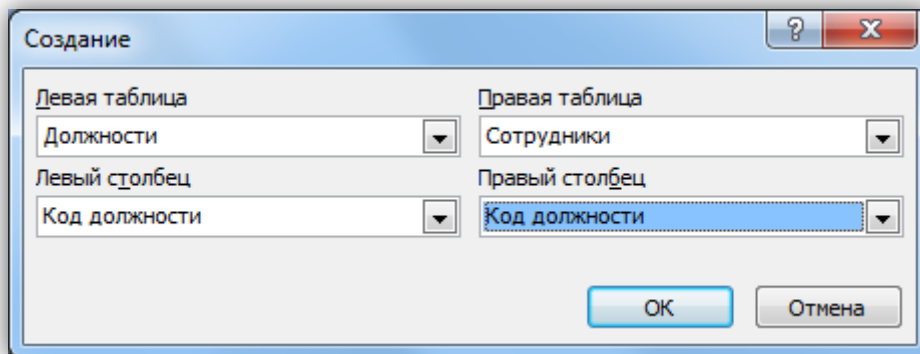 Создание
Левая таблица Правая таблица
Должности Сотрудники
Левый столбец Правый столбец
Код должности Код должности
ОК Отмена